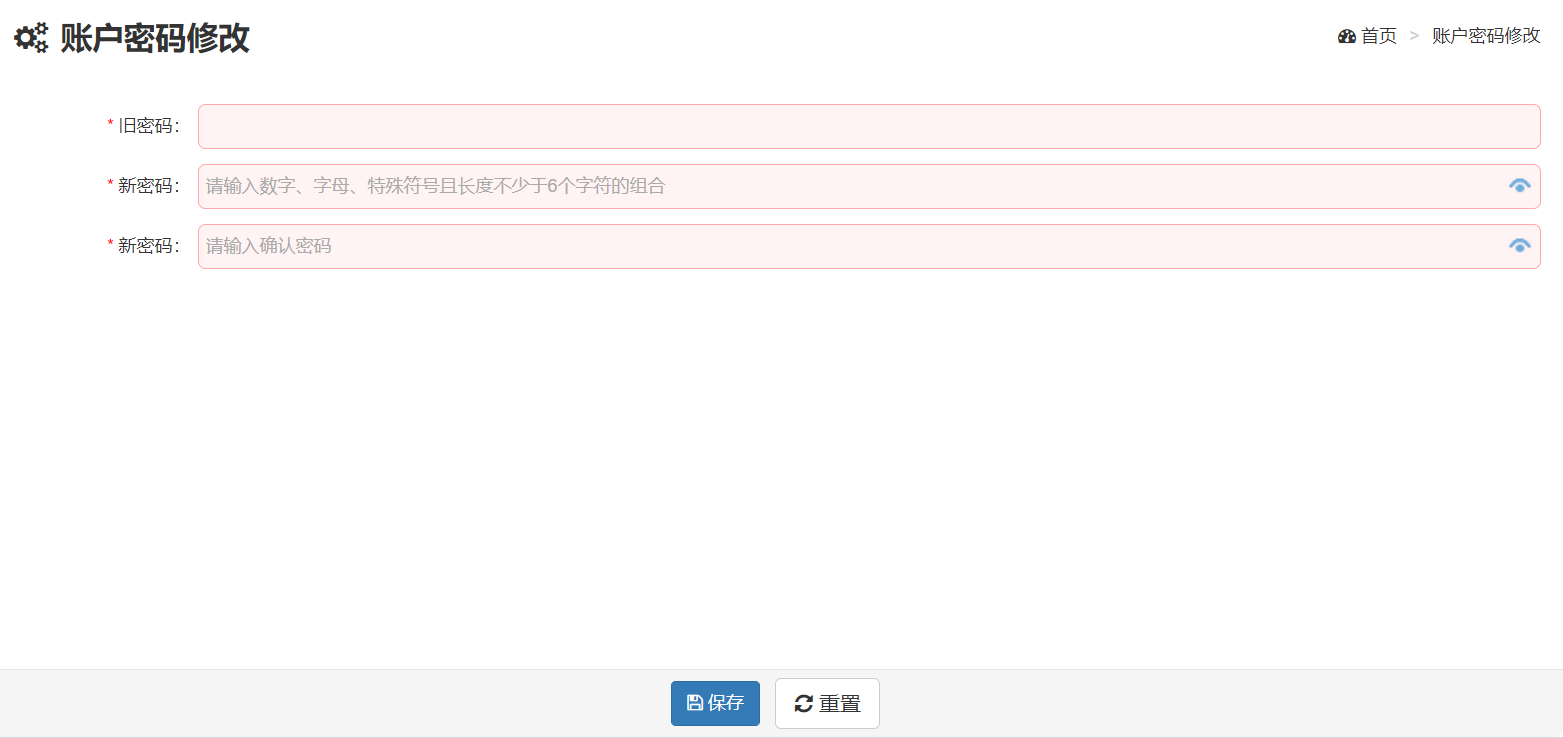 账户密码修改
首页 > 账户密码修改
* 旧密码：
* 新密码： 请输入数字、字母、特殊符号且长度不少于6个字符的组合
* 新密码： 请输入确认密码
保存 重置